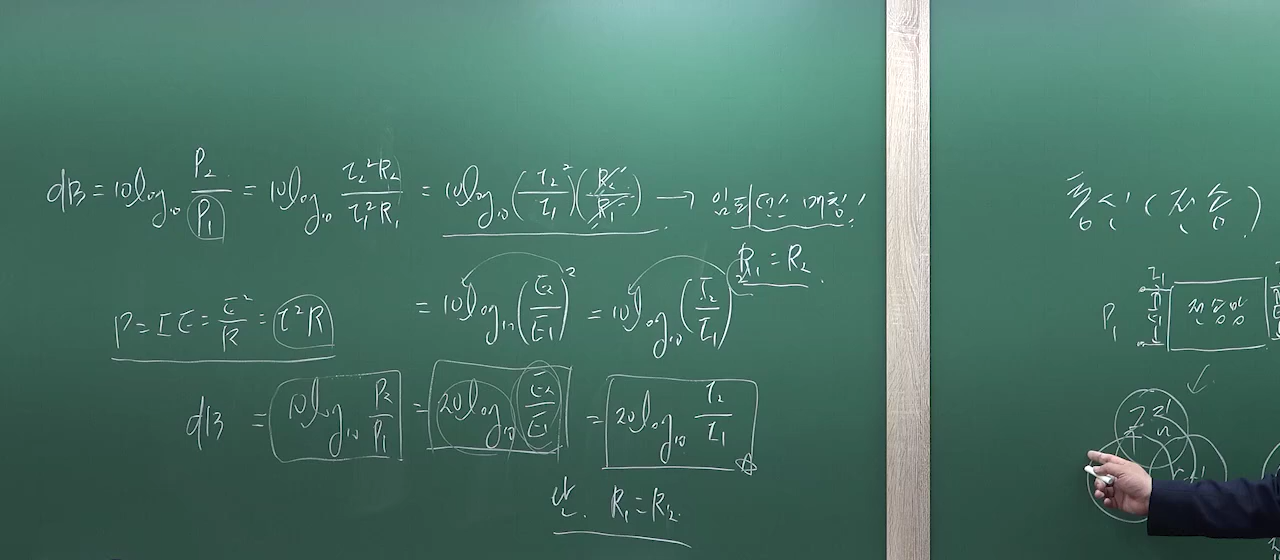 dB = 10log₁₀ P₂/P₁ = 10log₁₀ I₂²R₂/I₁²R₁ = 10log₁₀ (I₂/I₁)² (R₂/R₁) → 임피던스 매칭!
R₁ = R₂
= 10log₁₀ (E₂/E₁)² = 10log₁₀ (I₂/I₁)²
P = IE = E²/R = I²R
dB = 10log₁₀ P₂/P₁ = 20log₁₀ E₂/E₁ = 20log₁₀ I₂/I₁
단. R₁ = R₂
통신(전송)
I₁
P₁ E₁ 전송망